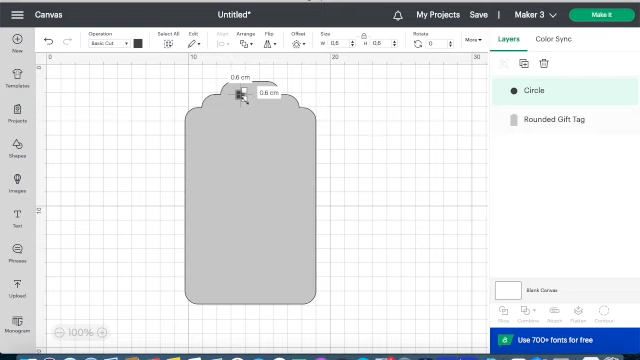 Canvas
Untitled*
My Projects
Save
Maker 3
Make It
New
Templates
Projects
Shapes
Images
Text
Phrases
Upload
Monogram
Operation
Basic Cut
Select All
Edit
Align
Arrange
Flip
Offset
Size
W 0,6
H 0,6
Rotate
0
More
Layers
Color Sync
0
10
20
30
0
10
0.6 cm
0.6 cm
Circle
Rounded Gift Tag
Blank Canvas
Slice
Combine
Attach
Flatten
Contour
100%
Use 700+ fonts for free!